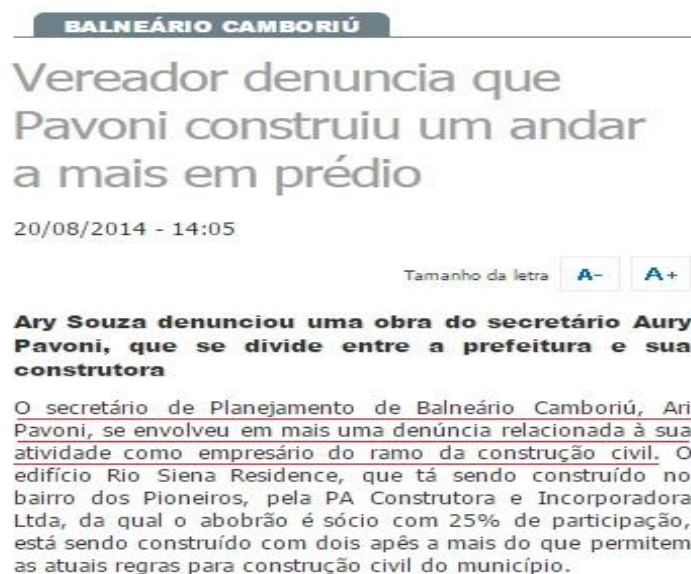 BALNEÁRIO CAMBORIÚ
Vereador denuncia que
Pavoni construiu um andar
a mais em prédio
20/08/2014 - 14:05
Tamanho da letra A- A+
Ary Souza denunciou uma obra do secretário Aury
Pavoni, que se divide entre a prefeitura e sua
construtora
O secretário de Planejamento de Balneário Camboriú, Ari
Pavoni, se envolveu em mais uma denúncia relacionada à sua
atividade como empresário do ramo da construção civil. O
edifício Rio Siena Residence, que tá sendo construído no
bairro dos Pioneiros, pela PA Construtora e Incorporadora
Ltda, da qual o abobrão é sócio com 25% de participação,
está sendo construído com dois apês a mais do que permitem
as atuais regras para construção civil do município.